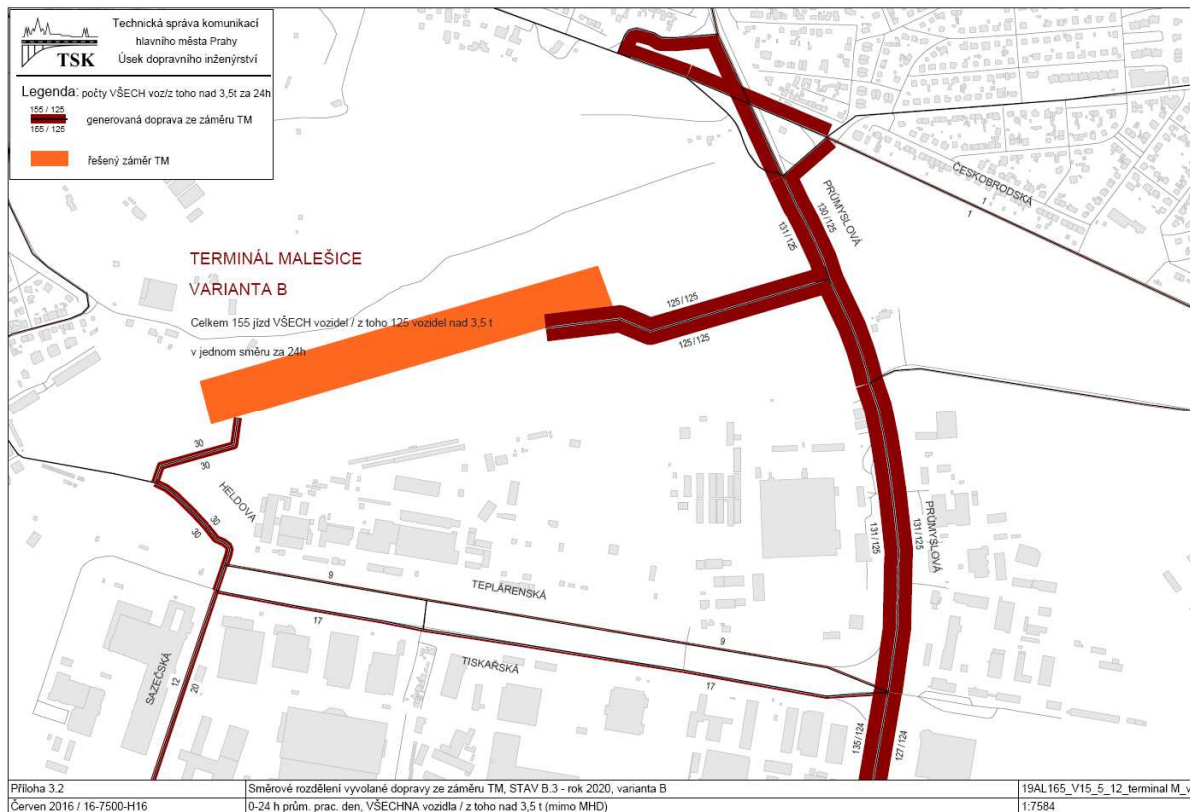 Technická správa komunikací
hlavního města Prahy
Úsek dopravního inženýrství
TSK
Legenda: počty VŠECH voz/z toho nad 3,5t za 24h
155 / 125
155 / 125
generovaná doprava ze záměru TM
řešený záměr TM
ČESKOBRODSKÁ
1
1
PRŮMYSLOVÁ
130/125
131/125
TERMINÁL MALEŠICE
VARIANTA B
Celkem 155 jízd VŠECH vozidel / z toho 125 vozidel nad 3,5 t
v jednom směru za 24h
125/125
125/125
30
30
HELDOVA
30
30
131/125
131/125
PRŮMYSLOVÁ
9
TEPLÁRENSKÁ
9
17
TISKAŘSKÁ
17
SAZEČSKÁ
12
20
135/124
127/124
Příloha 3.2
Směrové rozdělení vyvolané dopravy ze záměru TM, STAV B.3 - rok 2020, varianta B
19AL165_V15_5_12_terminal M_v
Červen 2016 / 16-7500-H16
0-24 h prům. prac. den, VŠECHNA vozidla / z toho nad 3,5 t (mimo MHD)
1:7584